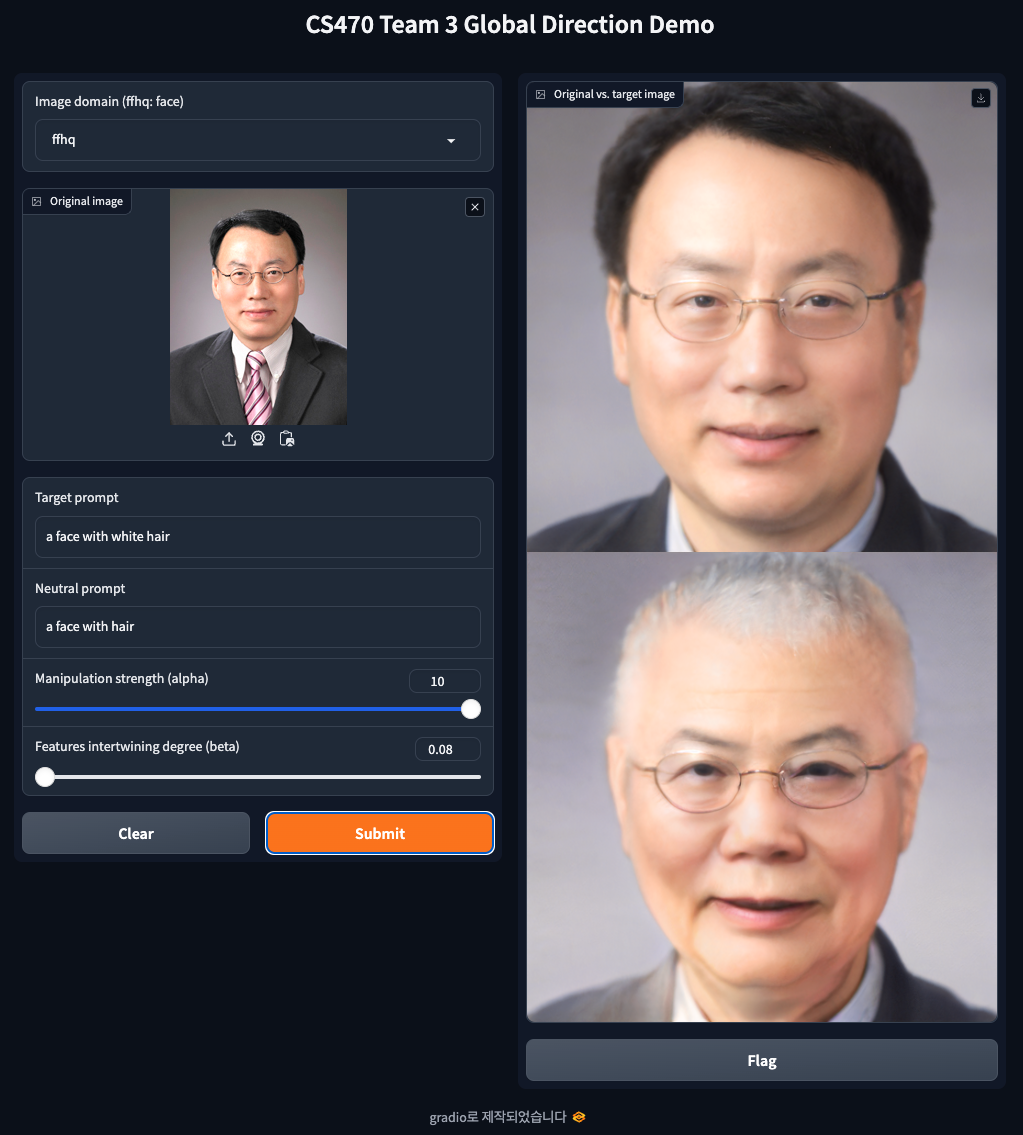 CS470 Team 3 Global Direction Demo
Image domain (ffhq: face)
ffhq
Original image
Target prompt
a face with white hair
Neutral prompt
a face with hair
Manipulation strength (alpha)
10
Features intertwining degree (beta)
0.08
Clear
Submit
Original vs. target image
Flag
gradio로 제작되었습니다